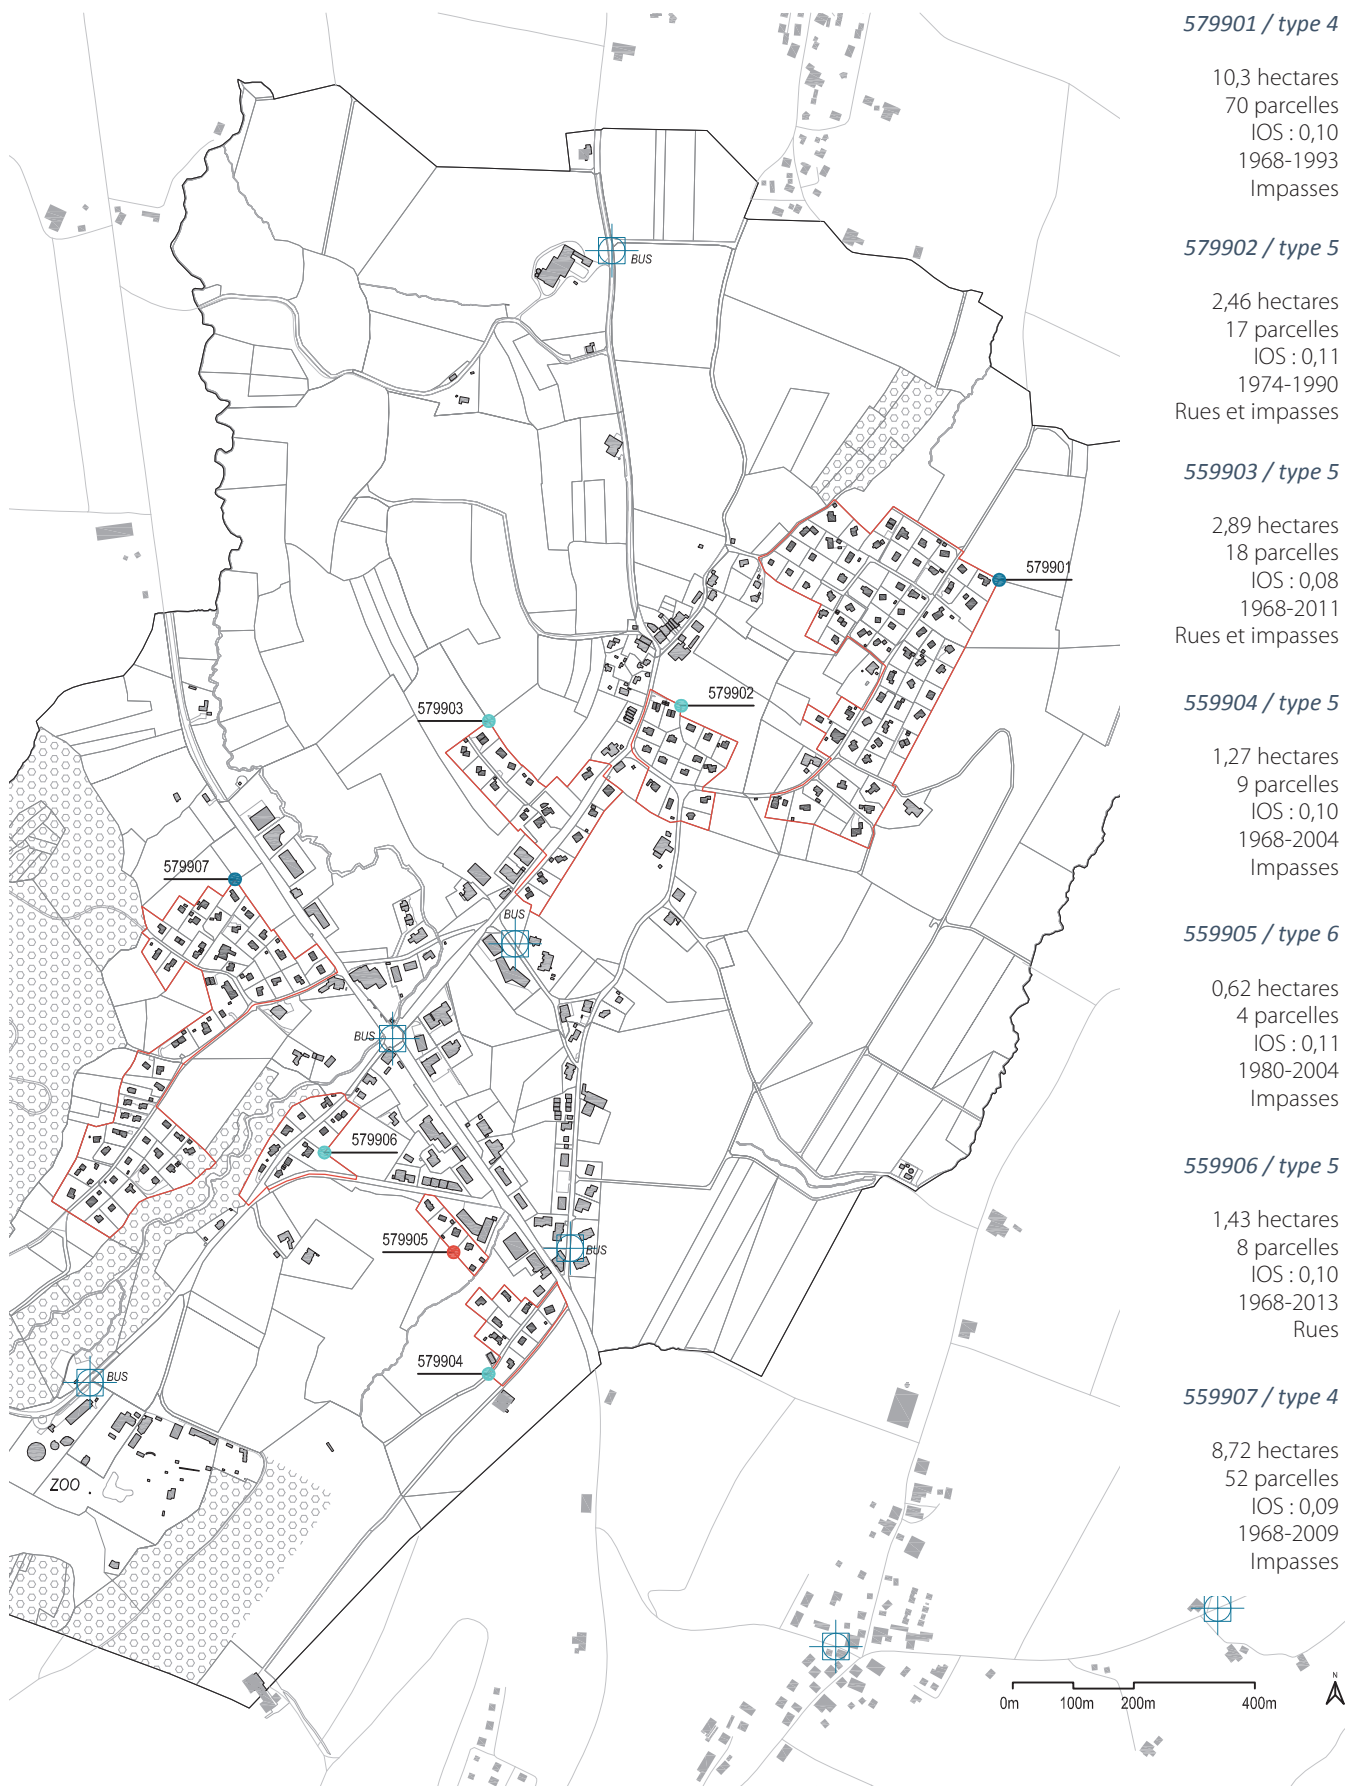 579901 / type 4
10,3 hectares
70 parcelles
IOS : 0,10
1968-1993
Impasses
579902 / type 5
2,46 hectares
17 parcelles
IOS : 0,11
1974-1990
Rues et impasses
559903 / type 5
2,89 hectares
18 parcelles
IOS : 0,08
1968-2011
Rues et impasses
559904 / type 5
1,27 hectares
9 parcelles
IOS : 0,10
1968-2004
Impasses
559905 / type 6
0,62 hectares
4 parcelles
IOS : 0,11
1980-2004
Impasses
559906 / type 5
1,43 hectares
8 parcelles
IOS : 0,10
1968-2013
Rues
559907 / type 4
8,72 hectares
52 parcelles
IOS : 0,09
1968-2009
Impasses
BUS
579901
579902
579903
579907
BUS
BUS
579906
579905
BUS
579904
BUS
ZOO
N
0m 100m 200m 400m